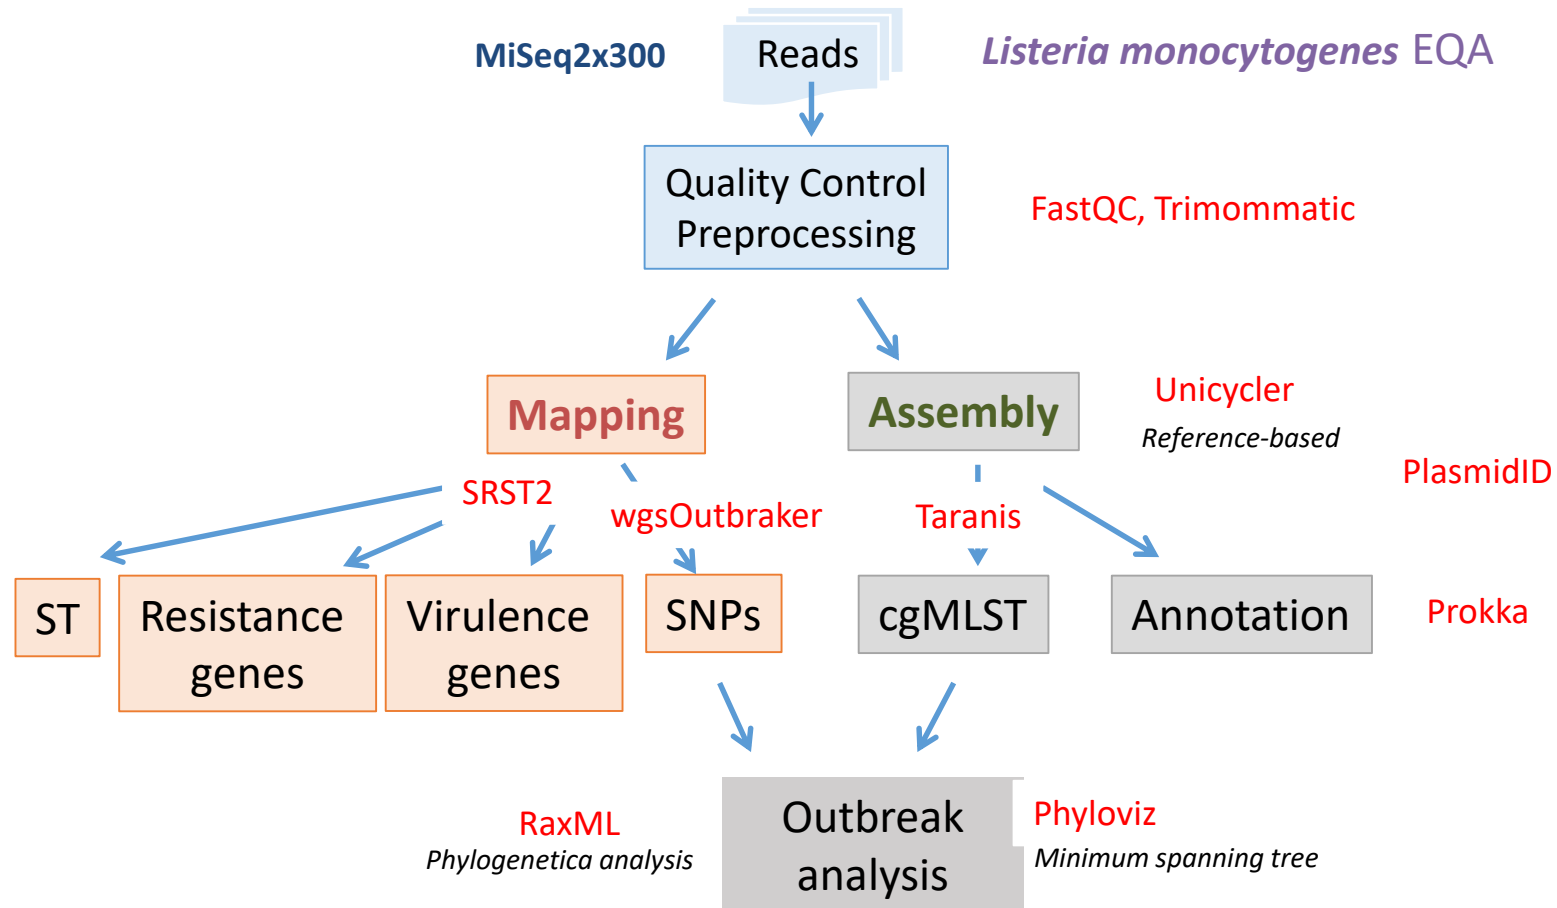 MiSeq2x300
Reads
Listeria monocytogenes EQA
Quality Control
Preprocessing
FastQC, Trimommatic
Mapping
Assembly
Unicycler
Reference-based
PlasmidID
SRST2
wgsOutbraker
Taranis
ST
Resistance
genes
Virulence
genes
SNPs
cgMLST
Annotation
Prokka
RaxML
Phylogenetica analysis
Outbreak
analysis
Phyloviz
Minimum spanning tree